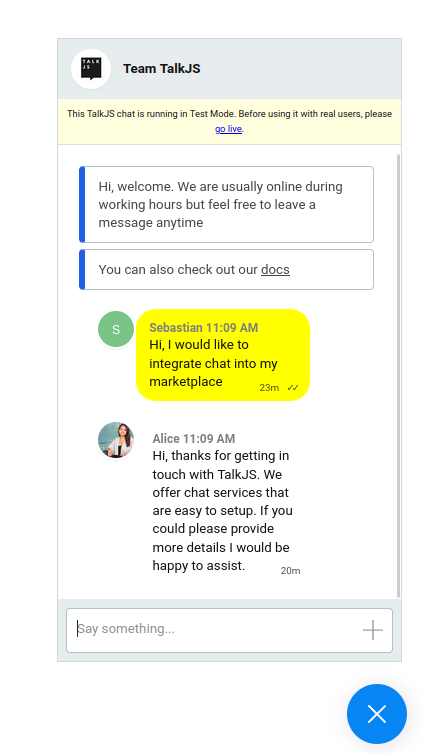 TALK
JS
Team TalkJS
This TalkJS chat is running in Test Mode. Before using it with real users, please
go live.
Hi, welcome. We are usually online during
working hours but feel free to leave a
message anytime
You can also check out our docs
S
Sebastian 11:09 AM
Hi, I would like to
integrate chat into my
marketplace
23m
Alice 11:09 AM
Hi, thanks for getting in
touch with TalkJS. We
offer chat services that
are easy to setup. If you
could please provide
more details I would be
happy to assist.
20m
Say something...